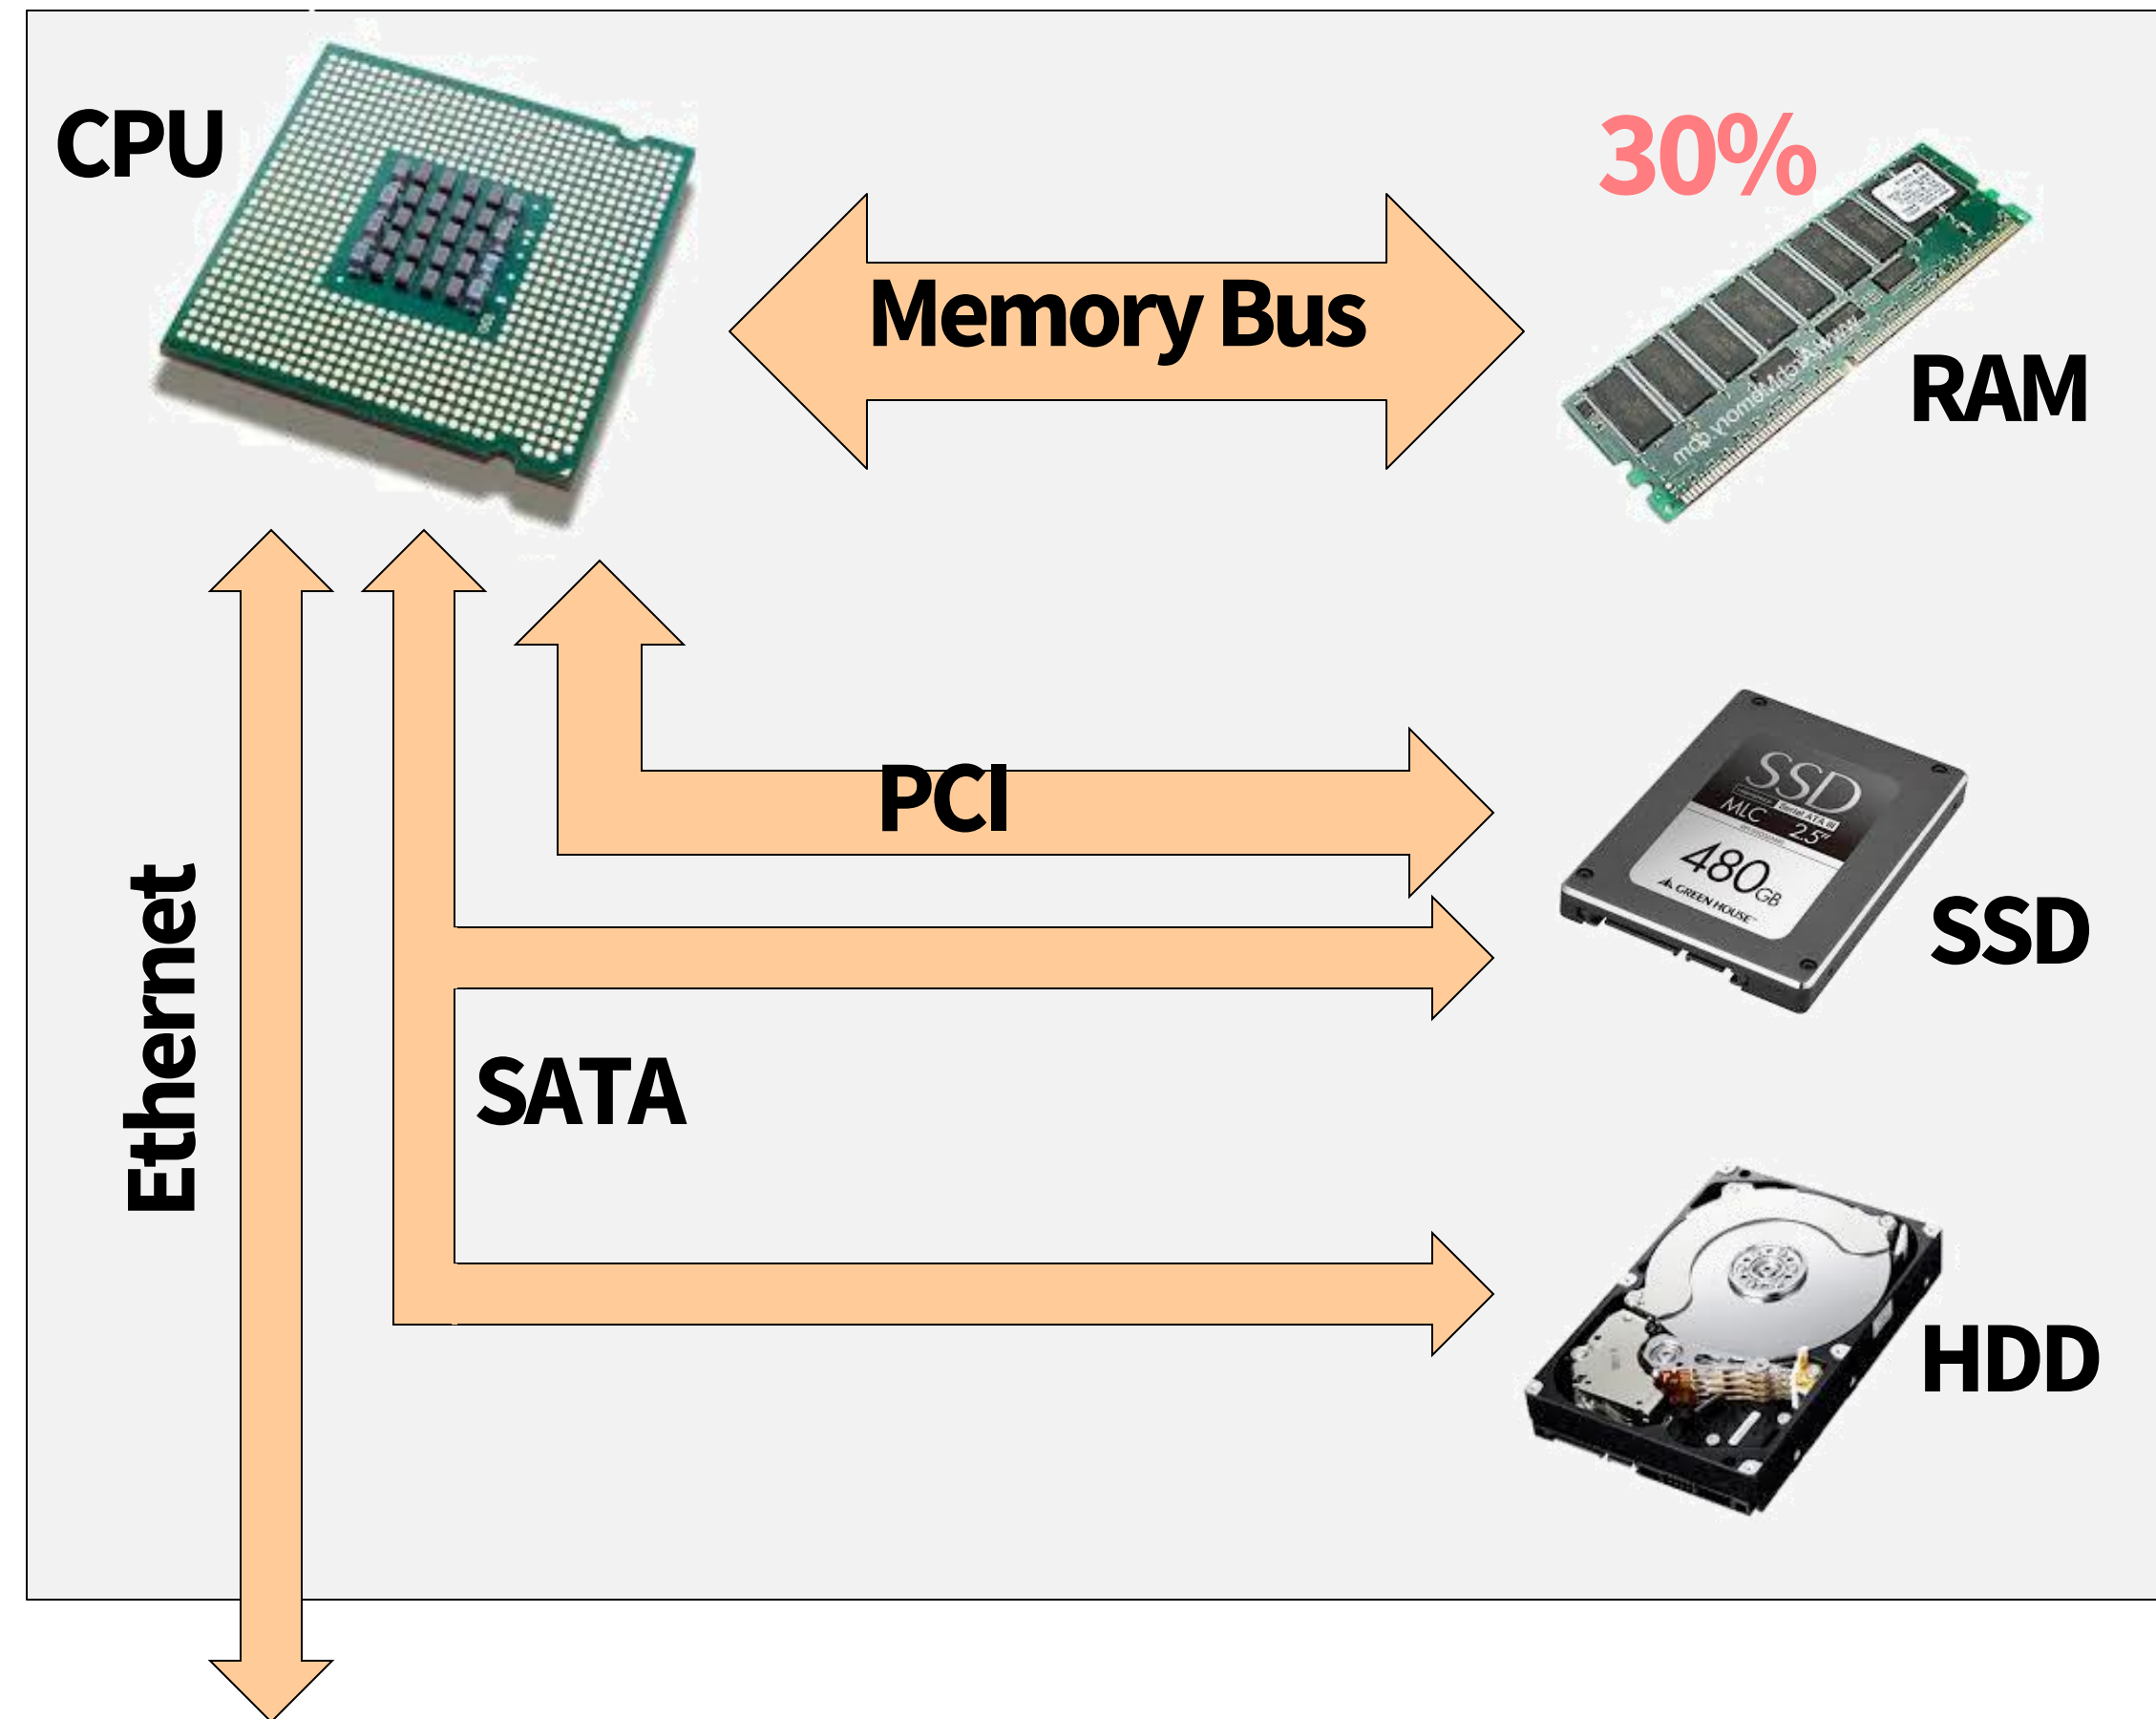 CPU
30%
Memory Bus
RAM
PCI
SSD
MLC 2.5"
480GB
GREEN HOUSE
SSD
Ethernet
SATA
HDD